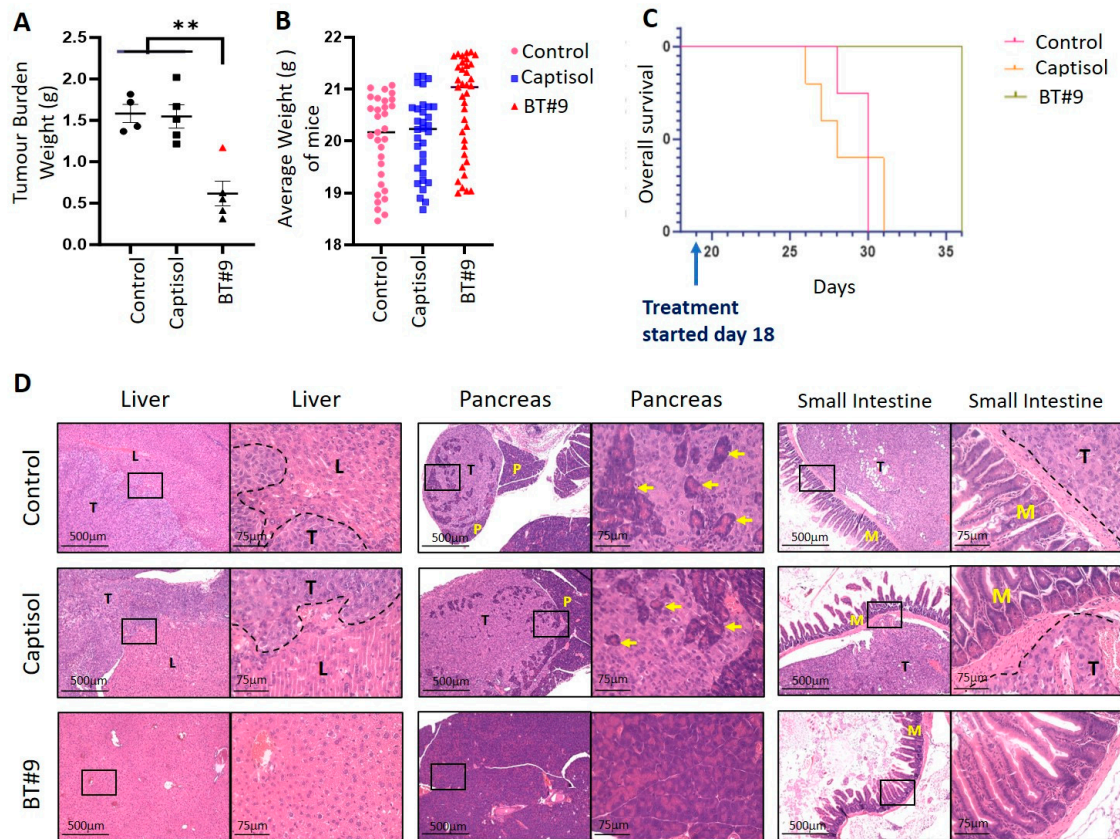 A
**
Tumour Burden
Weight (g)
2.5
2.0
1.5
1.0
0.5
0.0
Control
Captisol
BT#9
B
Average Weight (g )
of mice
22
21
20
19
18
Control
Captisol
BT#9
Control
Captisol
BT#9
C
Overall survival
0
0
20
25
30
35
Days
Treatment
started day 18
Control
Captisol
BT#9
D
Liver
Liver
Pancreas
Pancreas
Small Intestine
Small Intestine
Control
L
T
500µm
L
T
75µm
T
P
P
500µm
75µm
T
M
500µm
T
M
75µm
Captisol
T
L
500µm
T
L
75µm
P
T
500µm
75µm
M
T
500µm
M
T
75µm
BT#9
500µm
75µm
500µm
75µm
M
500µm
75µm